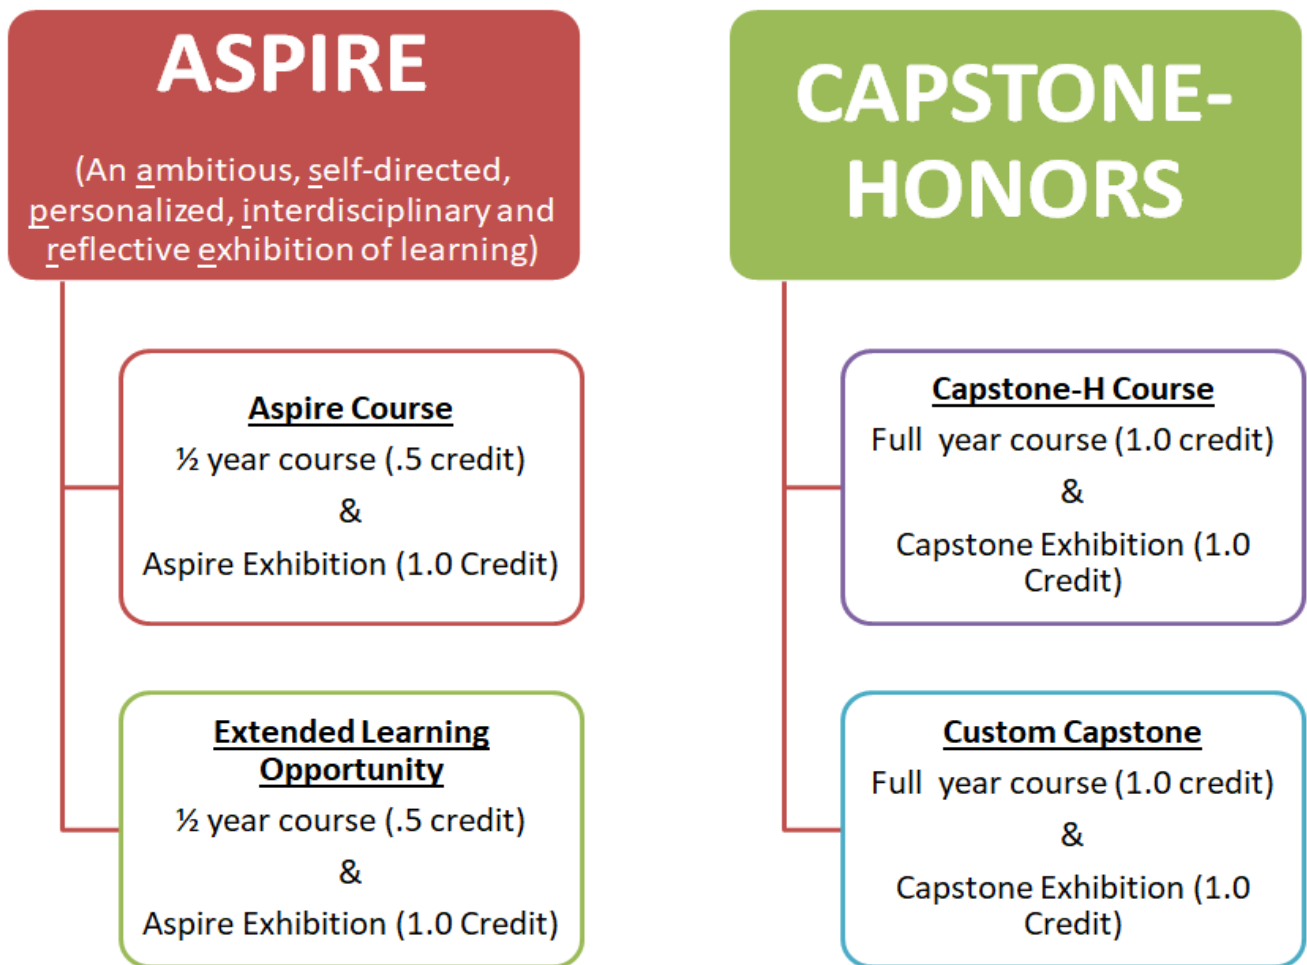 ASPIRE
(An ambitious, self-directed,
personalized, interdisciplinary and
reflective exhibition of learning)
Aspire Course
½ year course (.5 credit)
&
Aspire Exhibition (1.0 Credit)
Extended Learning
Opportunity
½ year course (.5 credit)
&
Aspire Exhibition (1.0 Credit)
CAPSTONE-
HONORS
Capstone-H Course
Full  year course (1.0 credit)
&
Capstone Exhibition (1.0
Credit)
Custom Capstone
Full  year course (1.0 credit)
&
Capstone Exhibition (1.0
Credit)